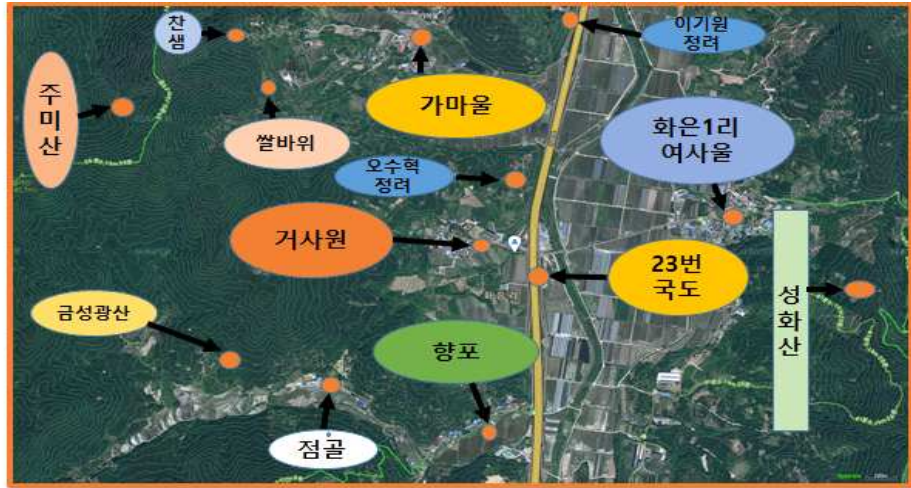 찬
샘
이기원
정려
주
미
산
가마울
쌀바위
화은1리
여사울
오수혁
정려
거사원
23번
국도
성
화
산
금성광산
향포
점골